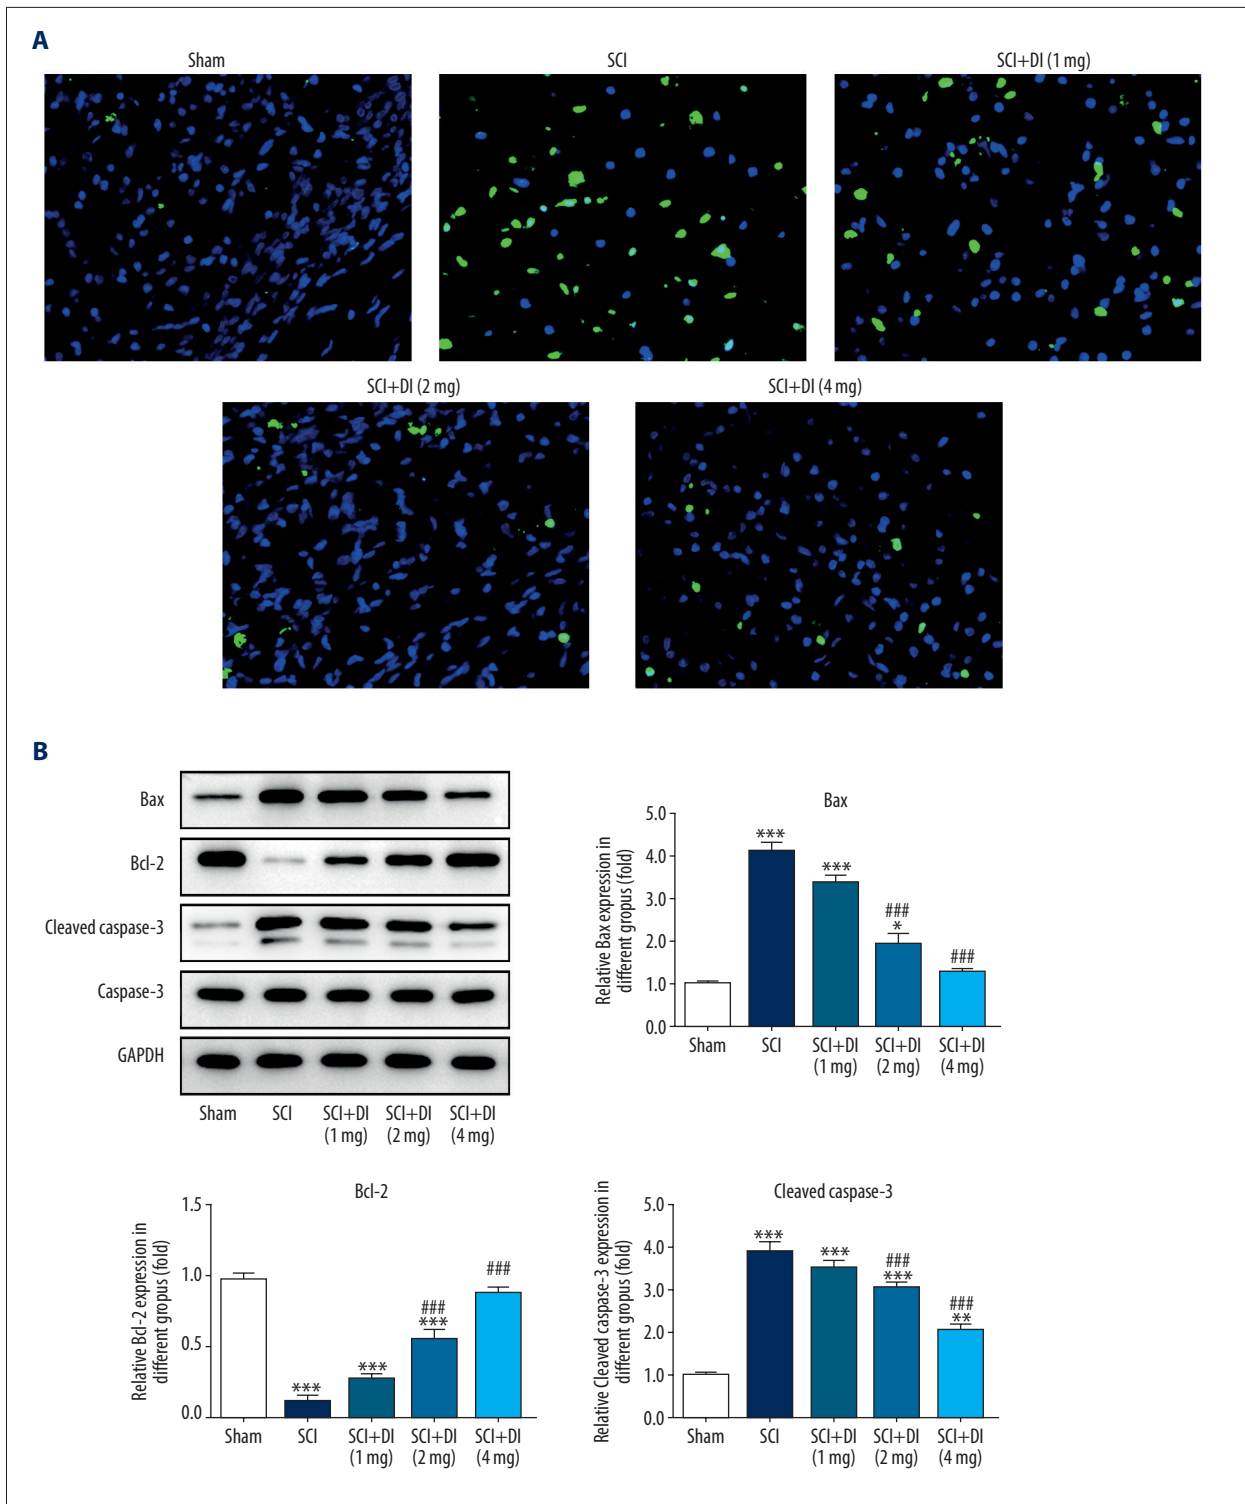 A
Sham
SCI
SCI+DI (1 mg)
SCI+DI (2 mg)
SCI+DI (4 mg)
B
Bax
Bcl-2
Cleaved caspase-3
Caspase-3
GAPDH
Sham
SCI
SCI+DI
(1 mg)
SCI+DI
(2 mg)
SCI+DI
(4 mg)
Bax
Relative Bax expression in
different gropus (fold)
5.0
4.0
3.0
2.0
1.0
0.0
***
***
###
*
###
Sham
SCI
SCI+DI
(1 mg)
SCI+DI
(2 mg)
SCI+DI
(4 mg)
Bcl-2
Relative Bcl-2 expression in
different gropus (fold)
1.5
1.0
0.5
0.0
***
***
###
***
###
Sham
SCI
SCI+DI
(1 mg)
SCI+DI
(2 mg)
SCI+DI
(4 mg)
Cleaved caspase-3
Relative Cleaved caspase-3 expression in
different gropus (fold)
5.0
4.0
3.0
2.0
1.0
0.0
***
***
###
***
###
**
Sham
SCI
SCI+DI
(1 mg)
SCI+DI
(2 mg)
SCI+DI
(4 mg)